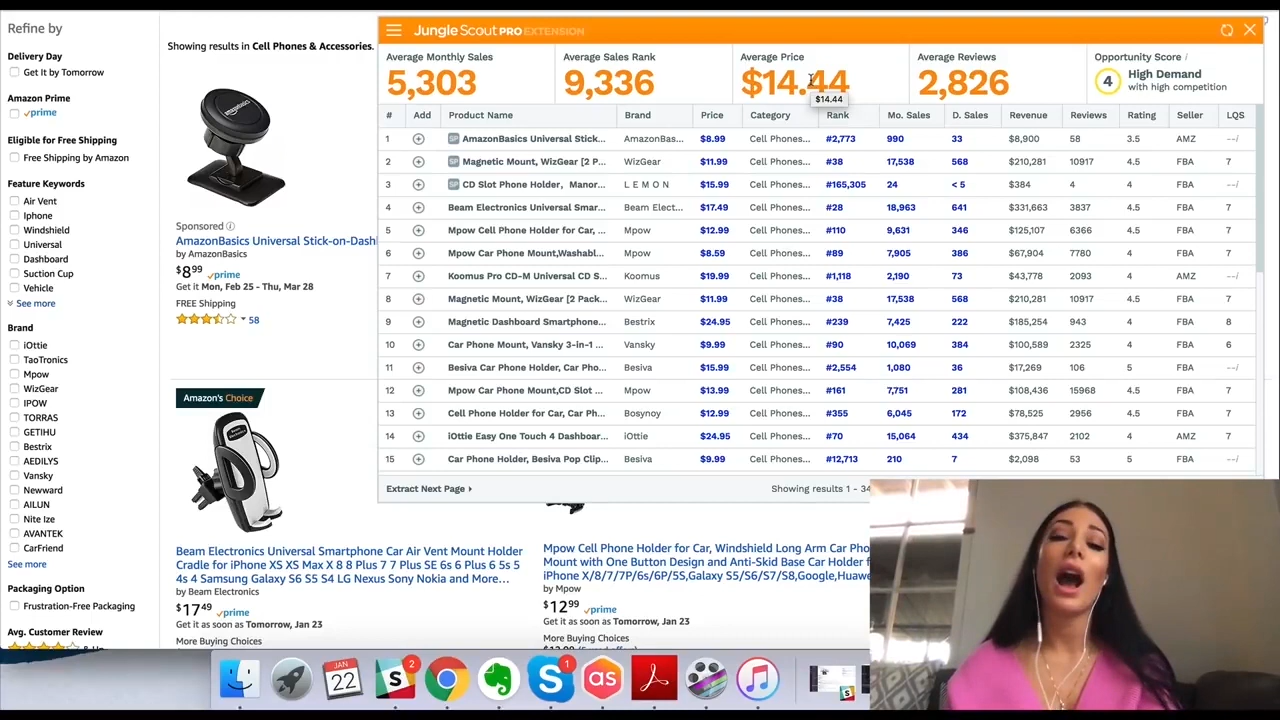 Refine by
Delivery Day
Get It by Tomorrow
Amazon Prime
prime
Eligible for Free Shipping
Free Shipping by Amazon
Feature Keywords
Air Vent
Iphone
Windshield
Universal
Dashboard
Suction Cup
Vehicle
See more
Brand
iOttie
TaoTronics
Mpow
WizGear
IPOW
TORRAS
GETIHU
Bestrix
AEDILYS
Vansky
Newward
AILUN
Nite Ize
AVANTEK
CarFriend
See more
Packaging Option
Frustration-Free Packaging
Avg. Customer Review
Showing results in Cell Phones & Accessories.
Sponsored
AmazonBasics Universal Stick-on-Dash
by AmazonBasics
$8 99 prime
Get it Mon, Feb 25 - Thu, Mar 28
FREE Shipping
58
Amazon's Choice
Beam Electronics Universal Smartphone Car Air Vent Mount Holder
Cradle for iPhone XS XS Max X 8 8 Plus 7 7 Plus SE 6s 6 Plus 6 5s 5
4s 4 Samsung Galaxy S6 S5 S4 LG Nexus Sony Nokia and More...
by Beam Electronics
$17 49 prime
Get it as soon as Tomorrow, Jan 23
More Buying Choices
Mpow Cell Phone Holder for Car, Windshield Long Arm Car Pho
Mount with One Button Design and Anti-Skid Base Car Holder f
iPhone X/8/7/7P/6s/6P/5S,Galaxy S5/S6/S7/S8,Google,Huawe
by Mpow
$12 99 prime
Get it as soon as Tomorrow, Jan 23
More Buying Choices
Jungle Scout PRO EXTENSION
Average Monthly Sales
5,303
Average Sales Rank
9,336
Average Price
$14.44
$14.44
Average Reviews
2,826
Opportunity Score i
4 High Demand
with high competition
# Add Product Name Brand Price Category Rank Mo. Sales D. Sales Revenue Reviews Rating Seller LQS
1 SP AmazonBasics Universal Stick... AmazonBas... $8.99 Cell Phones... #2,773 990 33 $8,900 58 3.5 AMZ --i
2 SP Magnetic Mount, WizGear [2 P... WizGear $11.99 Cell Phones... #38 17,538 568 $210,281 10917 4.5 FBA 7
3 SP CD Slot Phone Holder, Manor... L E M O N $15.99 Cell Phones... #165,305 24 < 5 $384 4 4 FBA --i
4 Beam Electronics Universal Smar... Beam Elect... $17.49 Cell Phones... #28 18,963 641 $331,663 3837 4.5 FBA 7
5 Mpow Cell Phone Holder for Car, ... Mpow $12.99 Cell Phones... #110 9,631 346 $125,107 6366 4.5 FBA 7
6 Mpow Car Phone Mount,Washabl... Mpow $8.59 Cell Phones... #89 7,905 386 $67,904 7780 4 FBA 7
7 Koomus Pro CD-M Universal CD S... Koomus $19.99 Cell Phones... #1,118 2,190 73 $43,778 2093 4 AMZ --i
8 Magnetic Mount, WizGear [2 Pack... WizGear $11.99 Cell Phones... #38 17,538 568 $210,281 10917 4.5 FBA 7
9 Magnetic Dashboard Smartphone... Bestrix $24.95 Cell Phones... #239 7,425 222 $185,254 943 4 FBA 8
10 Car Phone Mount, Vansky 3-in-1 ... Vansky $9.99 Cell Phones... #90 10,069 384 $100,589 2325 4 FBA 6
11 Besiva Car Phone Holder, Car Pho... Besiva $15.99 Cell Phones... #2,554 1,080 36 $17,269 106 5 FBA --i
12 Mpow Car Phone Mount,CD Slot ... Mpow $13.99 Cell Phones... #161 7,751 281 $108,436 15968 4.5 FBA 7
13 Cell Phone Holder for Car, Car Ph... Bosynoy $12.99 Cell Phones... #355 6,045 172 $78,525 2956 4.5 FBA 7
14 iOttie Easy One Touch 4 Dashboar... iOttie $24.95 Cell Phones... #70 15,064 434 $375,847 2102 4 AMZ 7
15 Car Phone Holder, Besiva Pop Clip... Besiva $9.99 Cell Phones... #12,713 210 7 $2,098 53 5 FBA --i
Extract Next Page
Showing results 1 - 34
JAN
22
2
1
as